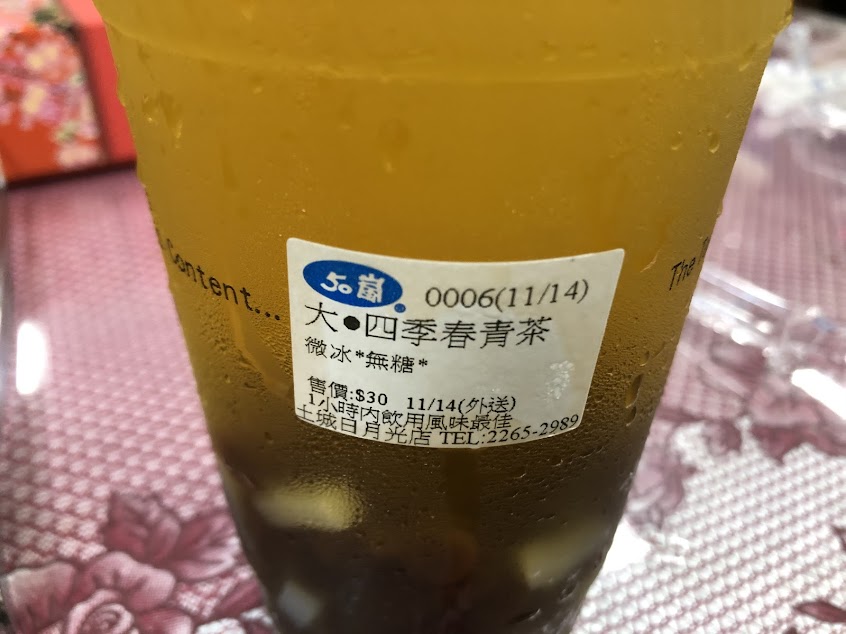 50嵐 0006(11/14)
大●四季春青茶
微冰*無糖*
售價:$30 11/14(外送)
1小時內飲用風味最佳
土城日月光店 TEL:2265-2989
Content...
The